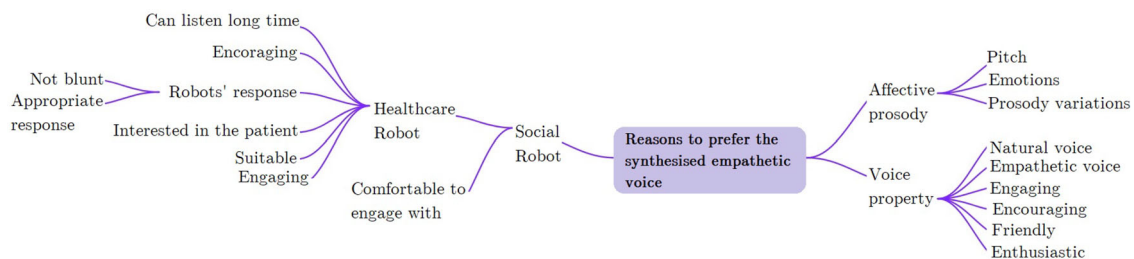 Can listen long time
Encoraging
Not blunt
Appropriate
response
Robots' response
Interested in the patient
Suitable
Engaging
Healthcare
Robot
Comfortable to
engage with
Social
Robot
Reasons to prefer the
synthesised empathetic
voice
Affective
prosody
Pitch
Emotions
Prosody variations
Voice
property
Natural voice
Empathetic voice
Engaging
Encouraging
Friendly
Enthusiastic